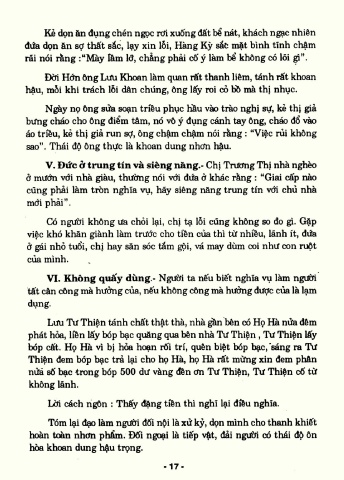 Kẻ dọn ăn đụng chén ngọc rơi xuống đất bể nát, khách ngạc nhiên
đứa dọn ăn sợ thất sắc, lạy xin lỗi, Hàng Kỳ sắc mặt bình tĩnh chậm
rãi nói rằng :"Mày lầm lỡ, chẳng phải cố ý làm bể không có lỗi gì".
Đời Hớn ông Lưu Khoan làm quan rất thanh liêm, tánh rất khoan
hậu, mỗi khi trách lỗi dân chúng, ông lấy roi cỏ bồ mà thị nhục.
Ngày nọ ông sửa soạn triều phục hầu vào trào nghị sự, kẻ thị giả
bưng cháo cho ông điểm tâm, nó vô ý đụng cánh tay ông, cháo đổ vào
áo triều, kẻ thị giả run sợ, ông chậm chậm nói rằng : "Việc rủi không
sao". Thái độ ông thực là khoan dung nhơn hậu.
V. Đức ở trung tín và siêng năng.- Chị Trương Thị nhà nghèo
ở mướn với nhà giàu, thường nói với đứa ở khác rằng : "Giai cấp nào
cũng phải làm tròn nghĩa vụ, hãy siêng năng trung tín với chủ nhà
mới phải".
Có người không ưa chỏi lại, chị tạ lỗi cũng không so đo gì. Gặp
việc khó khăn giành làm trước cho tiền của thì từ nhiều, lãnh ít, đứa
ở gái nhỏ tuổi, chị hay săn sóc tắm gội, vá may dùm coi như con ruột
của mình.
VI. Không quấy dùng.- Người ta nếu biết nghĩa vụ làm người
tất cân công mà hưởng của, nếu không công mà hưởng được của là lạm
dụng.
Lưu Tư Thiện tánh chất thật thà, nhà gần bên có Họ Hà nửa đêm
phát hỏa, liền lấy bóp bạc quăng qua bên nhà Tư Thiện , Tư Thiện lấy
bóp cất. Họ Hà vì bị hỏa hoạn rối trí, quên biệt bóp bạc, sáng ra Tư
Thiện đem bóp bạc trả lại cho họ Hà, họ Hà rất mừng xin đem phân
nửa số bạc trong bóp 500 dư vàng đền ơn Tư Thiện, Tư Thiện cố từ
không lãnh.
Lời cách ngôn : Thấy đặng tiền thì nghĩ lại điều nghĩa.
Tóm lại đạo làm người đối nội là xử kỷ, dọn mình cho thanh khiết
hoàn toàn nhơn phẩm. Đối ngoại là tiếp vật, đãi người có thái độ ôn
hòa khoan dung hậu trọng.
- 17 -